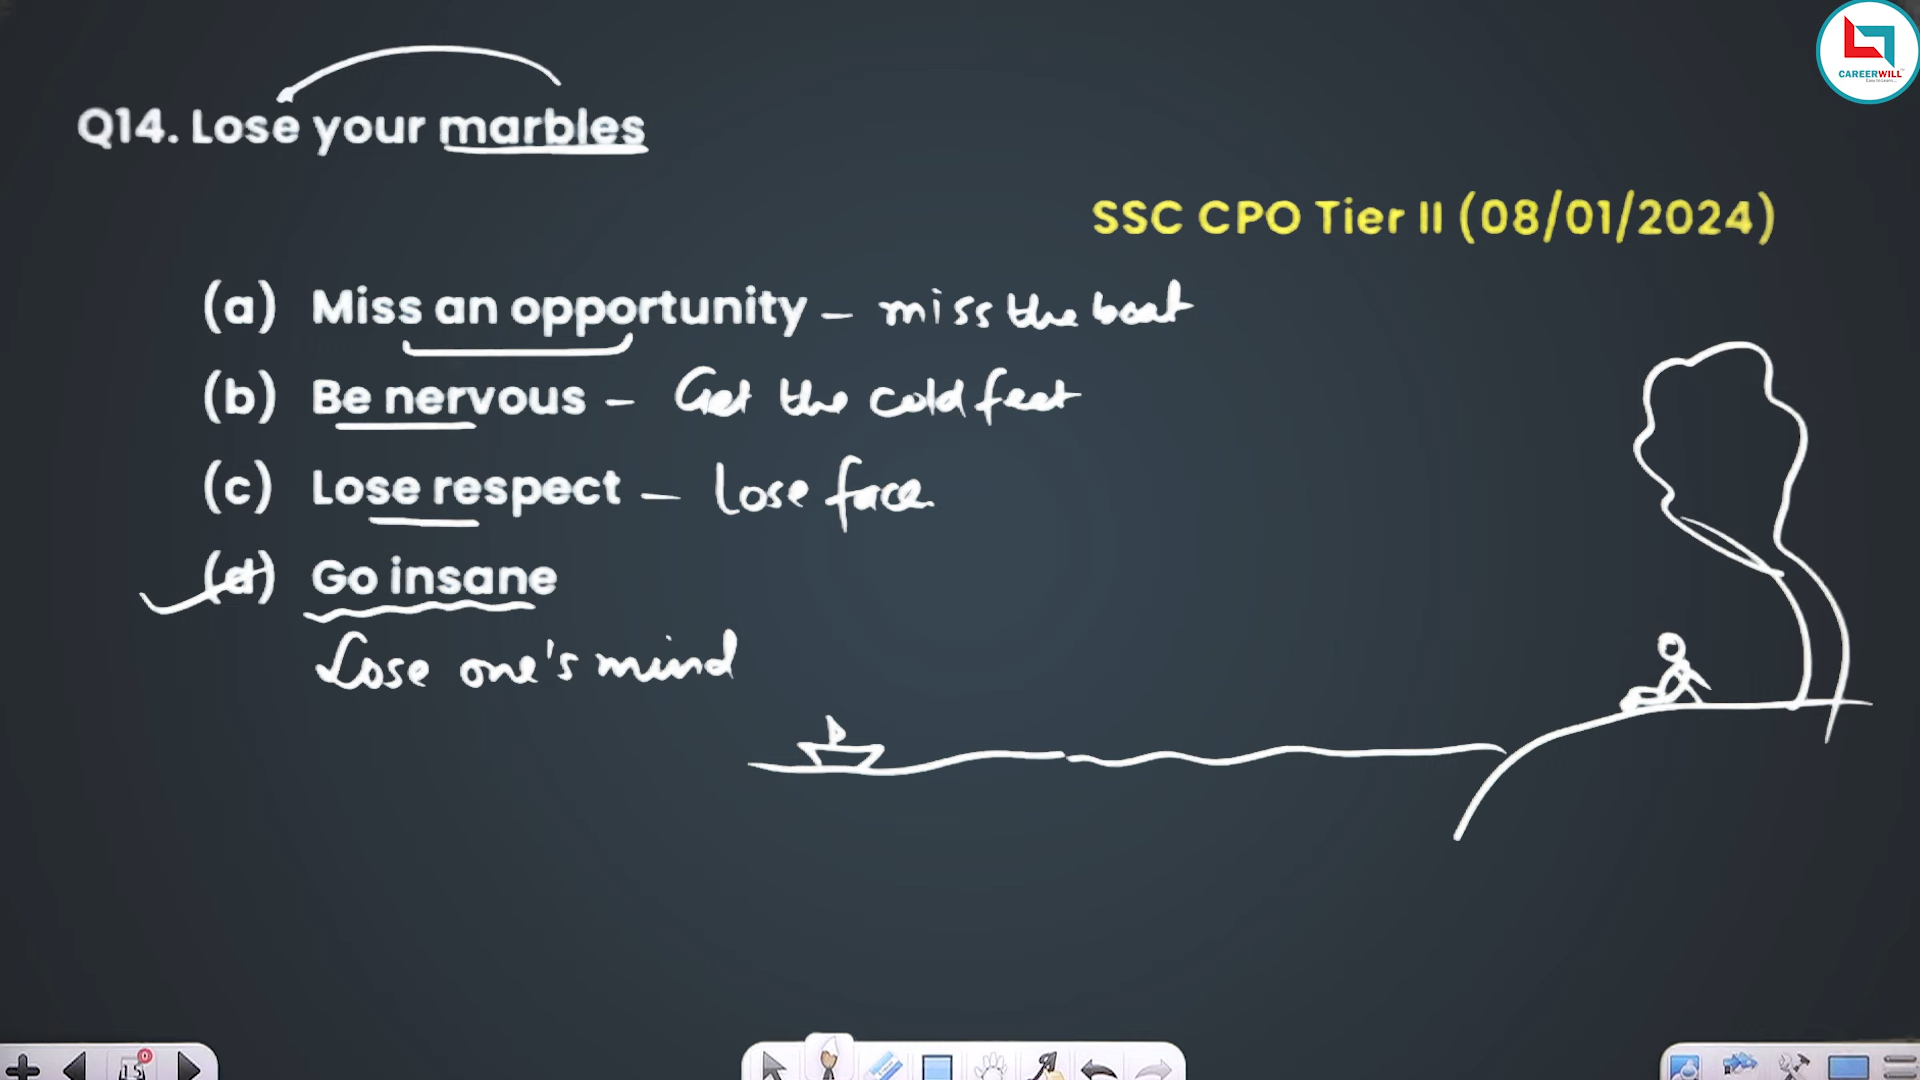 CAREERWILL
Q14. Lose your marbles
SSC CPO Tier II (08/01/2024)
(a) Miss an opportunity – miss the boat
(b) Be nervous – Get the cold feet
(c) Lose respect – Lose face
(d) Go insane
Lose one's mind
15